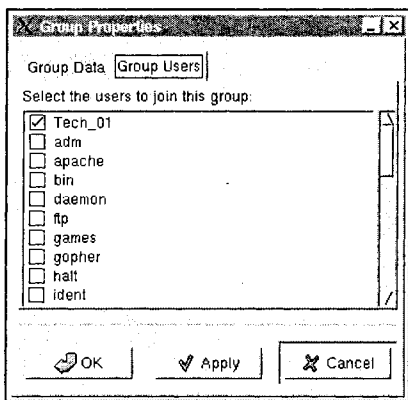 Group Properties
Group Data Group Users
Select the users to join this group:
Tech_01
adm
apache
bin
daemon
ftp
games
gopher
halt
ident
OK Apply Cancel